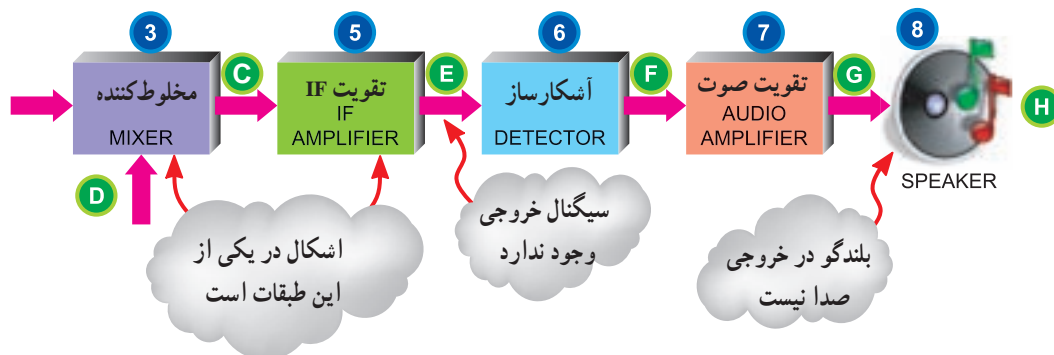 3
5
6
7
8
مخلوط‌کننده
MIXER
C
تقویت IF
IF
AMPLIFIER
E
آشکارساز
DETECTOR
F
تقویت صوت
AUDIO
AMPLIFIER
G
H
SPEAKER
D
اشکال در یکی از
این طبقات است
سیگنال خروجی
وجود ندارد
بلندگو در خروجی
صدا نیست